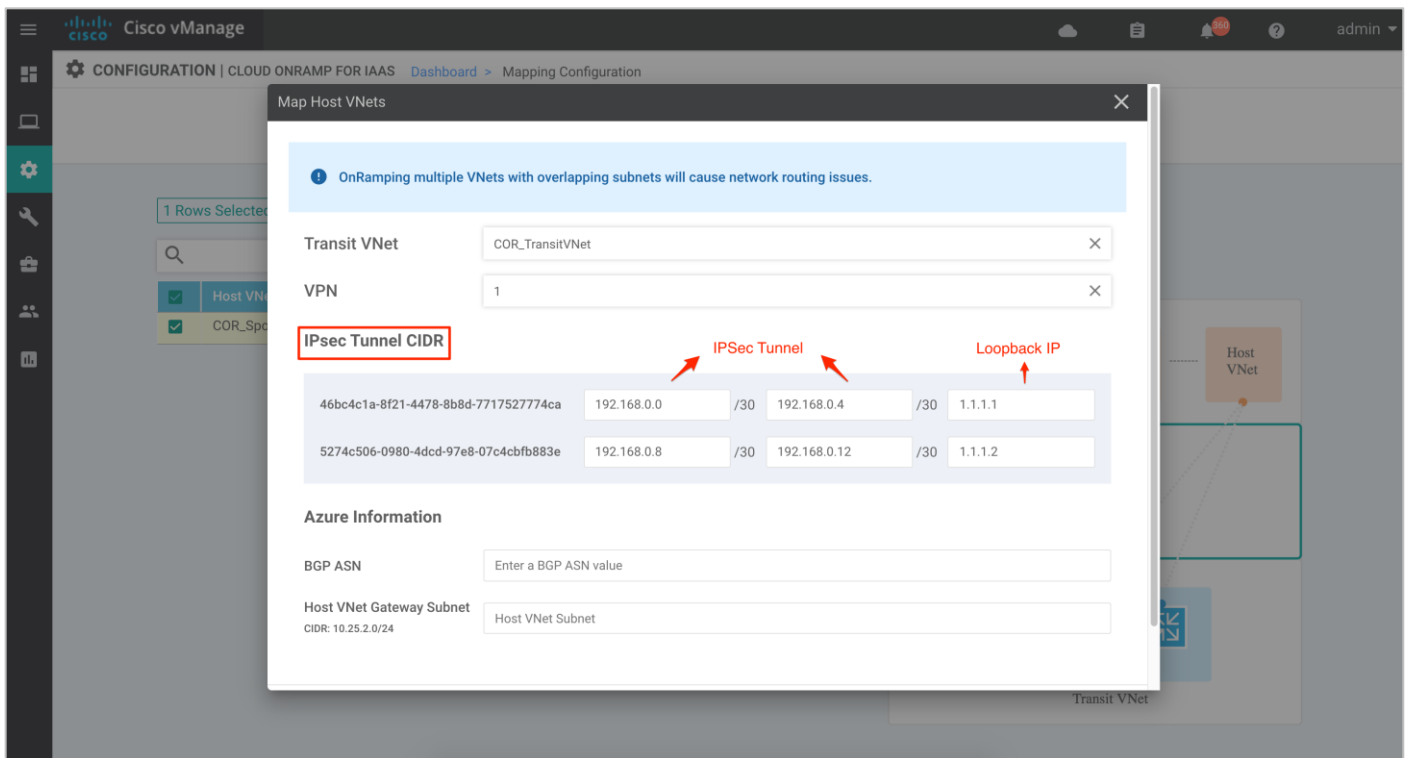 cisco Cisco vManage 360 admin
CONFIGURATION | CLOUD ONRAMP FOR IAAS Dashboard > Mapping Configuration
Map Host VNets
OnRamping multiple VNets with overlapping subnets will cause network routing issues.
1 Rows Selected
Transit VNet COR_TransitVNet
VPN 1
Host VNe
COR_Spo
IPsec Tunnel CIDR
IPSec Tunnel Loopback IP
Host
VNet
46bc4c1a-8f21-4478-8b8d-7717527774ca 192.168.0.0 /30 192.168.0.4 /30 1.1.1.1
5274c506-0980-4dcd-97e8-07c4cbfb883e 192.168.0.8 /30 192.168.0.12 /30 1.1.1.2
Azure Information
BGP ASN Enter a BGP ASN value
Host VNet Gateway Subnet
CIDR: 10.25.2.0/24
Host VNet Subnet
Transit VNet